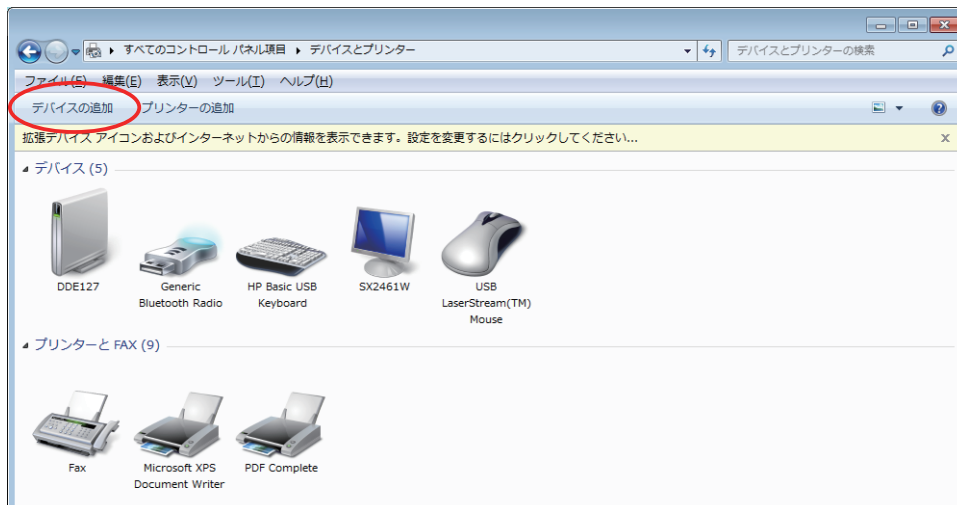 すべてのコントロール パネル項目 デバイスとプリンター
デバイスとプリンターの検索
ファイル(F) 編集(E) 表示(V) ツール(T) ヘルプ(H)
デバイスの追加 プリンターの追加
拡張デバイス アイコンおよびインターネットからの情報を表示できます。設定を変更するにはクリックしてください...
デバイス (5)
DDE127
Generic
Bluetooth Radio
HP Basic USB
Keyboard
SX2461W
USB
LaserStream(TM)
Mouse
プリンターと FAX (9)
Fax
Microsoft XPS
Document Writer
PDF Complete